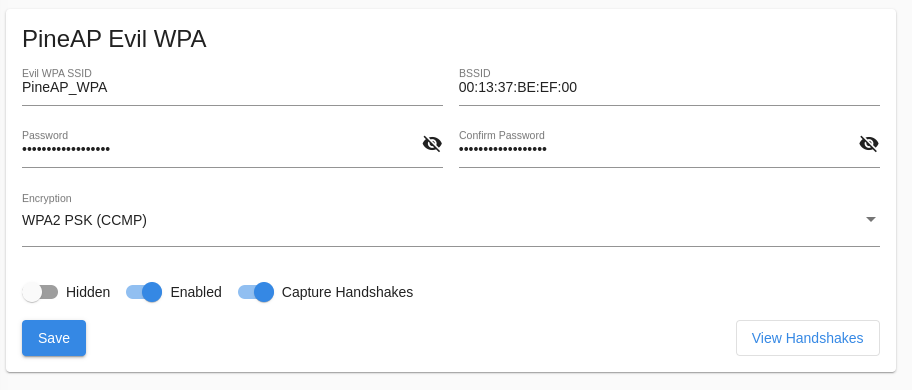 PineAP Evil WPA
Evil WPA SSID
PineAP_WPA
BSSID
00:13:37:BE:EF:00
Password
••••••••••••••••••
Confirm Password
••••••••••••••••••
Encryption
WPA2 PSK (CCMP)
Hidden Enabled Capture Handshakes
Save View Handshakes